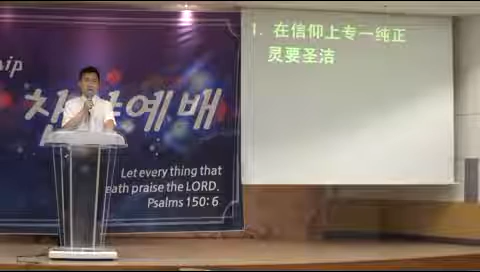 ship
찬양예배
Let every thing that
eath praise the LORD.
Psalms 150:6
1. 在信仰上专一纯正
灵要圣洁